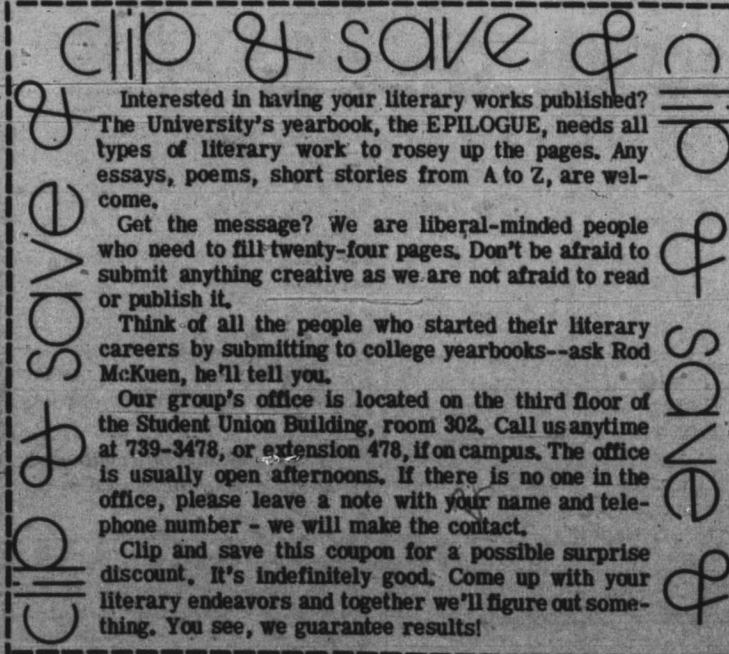 clip & save &
Interested in having your literary works published?
The University's yearbook, the EPILOGUE, needs all
types of literary work to rosey up the pages. Any
essays, poems, short stories from A to Z, are wel-
come.
Get the message? We are liberal-minded people
who need to fill twenty-four pages. Don't be afraid to
submit anything creative as we are not afraid to read
or publish it.
Think of all the people who started their literary
careers by submitting to college yearbooks--ask Rod
McKuen, he'll tell you.
Our group's office is located on the third floor of
the Student Union Building, room 302. Call us anytime
at 739-3478, or extension 478, if on campus. The office
is usually open afternoons. If there is no one in the
office, please leave a note with your name and tele-
phone number - we will make the contact.
Clip and save this coupon for a possible surprise
discount. It's indefinitely good. Come up with your
literary endeavors and together we'll figure out some-
thing. You see, we guarantee results!
clip & save &
clip & save &